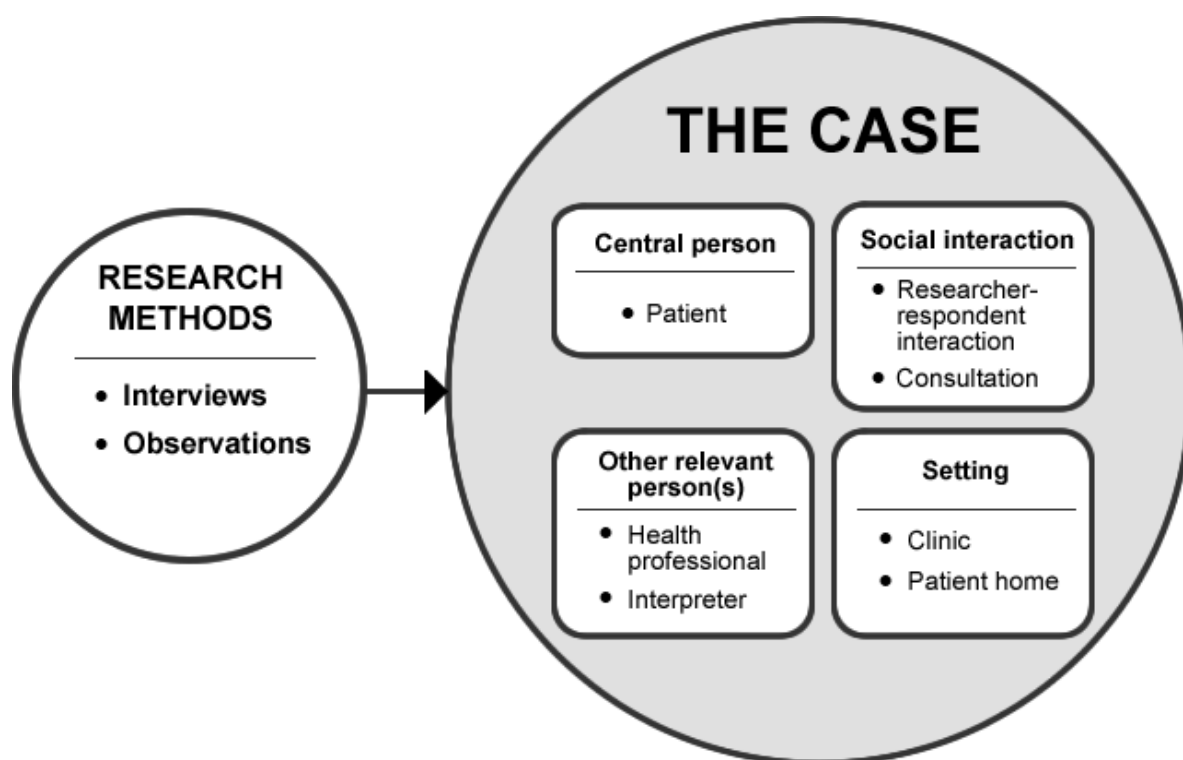 RESEARCH
METHODS
• Interviews
• Observations
THE CASE
Central person
• Patient
Social interaction
• Researcher-
respondent
interaction
• Consultation
Other relevant
person(s)
• Health
professional
• Interpreter
Setting
• Clinic
• Patient home